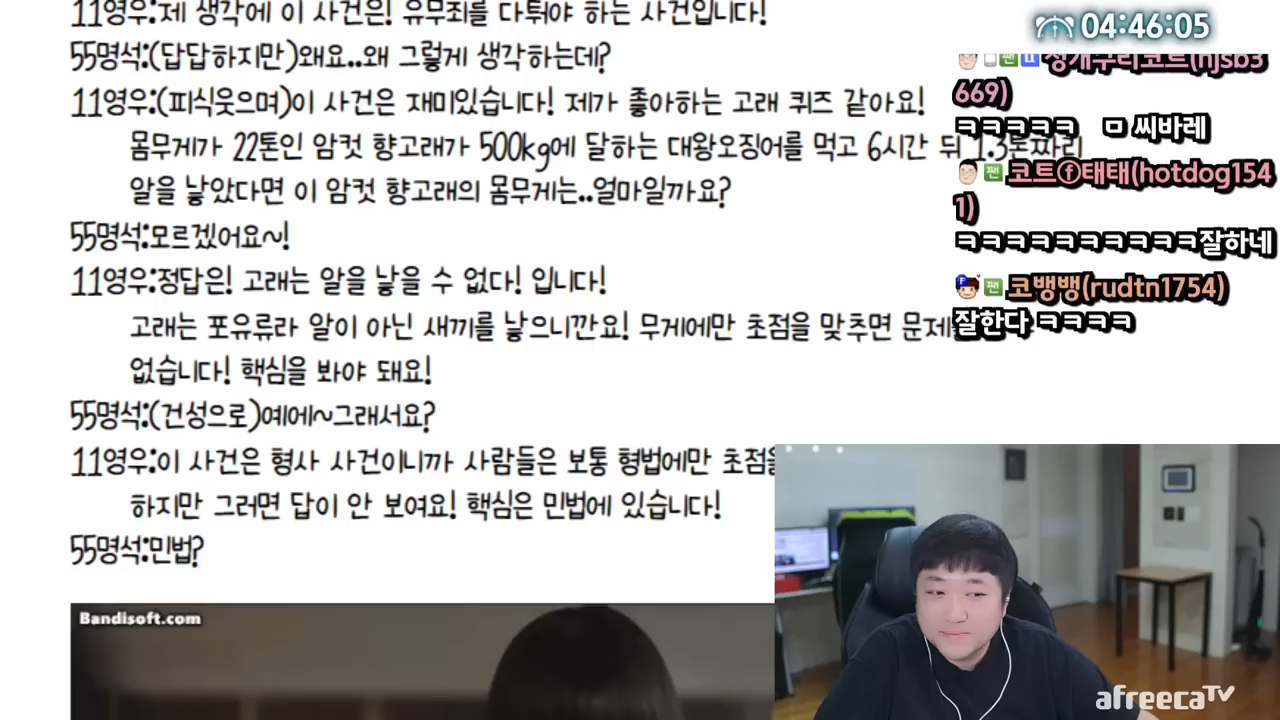 11영우:제 생각에 이 사건은! 유무죄를 다퉈야 하는 사건입니다!
55명석:(답답하지만)왜요..왜 그렇게 생각하는데?
11영우:(피식웃으며)이 사건은 재미있습니다! 제가 좋아하는 고래 퀴즈 같아요!
몸무게가 22톤인 암컷 향고래가 500kg에 달하는 대왕오징어를 먹고 6시간 뒤 1.3톤짜리
알을 낳았다면 이 암컷 향고래의 몸무게는..얼마일까요?
55명석:모르겠어요~!
11영우:정답은! 고래는 알을 낳을 수 없다! 입니다!
고래는 포유류라 알이 아닌 새끼를 낳으니깐요! 무게에만 초점을 맞추면 문제
없습니다! 핵심을 봐야 돼요!
55명석:(건성으로)예에~그래서요?
11영우:이 사건은 형사 사건이니까 사람들은 보통 형법에만 초점을
하지만 그러면 답이 안 보여요! 핵심은 민법에 있습니다!
55명석:민법?
Bandisoft.com
04:46:05
669)
ㅋㅋㅋㅋㅋ ㅁ 씨바레
코트ⓕ태태(hotdog154
1)
ㅋㅋㅋㅋㅋㅋㅋㅋㅋㅋ잘하네
코뱅뱅(rudtn1754)
잘한다 ㅋㅋㅋㅋ
afreecaTV